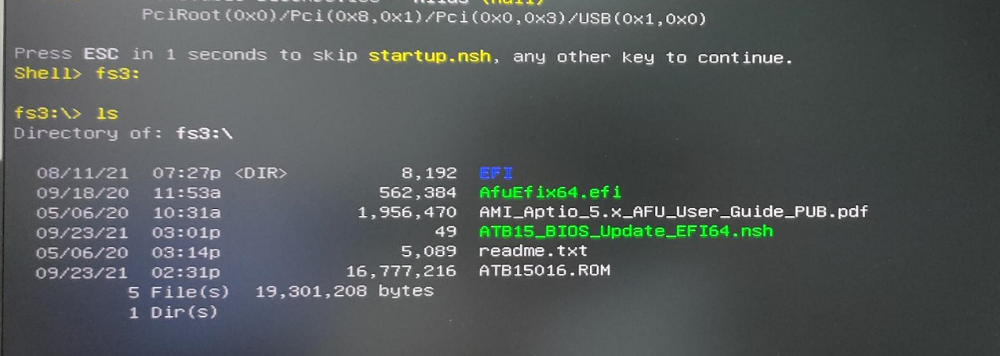 PciRoot(0x0)/Pci(0x8,0x1)/Pci(0x0,0x3)/USB(0x1,0x0)
Press ESC in 1 seconds to skip startup.nsh, any other key to continue.
Shell> fs3:
fs3:\> ls
Directory of: fs3:\
08/11/21 07:27p <DIR> 8,192 EFI
09/18/20 11:53a 562,384 AfuEfix64.efi
05/06/20 10:31a 1,956,470 AMI_Aptio_5.x_AFU_User_Guide_PUB.pdf
09/23/21 03:01p 49 ATB15_BIOS_Update_EFI64.nsh
05/06/20 03:14p 5,089 readme.txt
09/23/21 02:31p 16,777,216 ATB15016.ROM
5 File(s) 19,301,208 bytes
1 Dir(s)